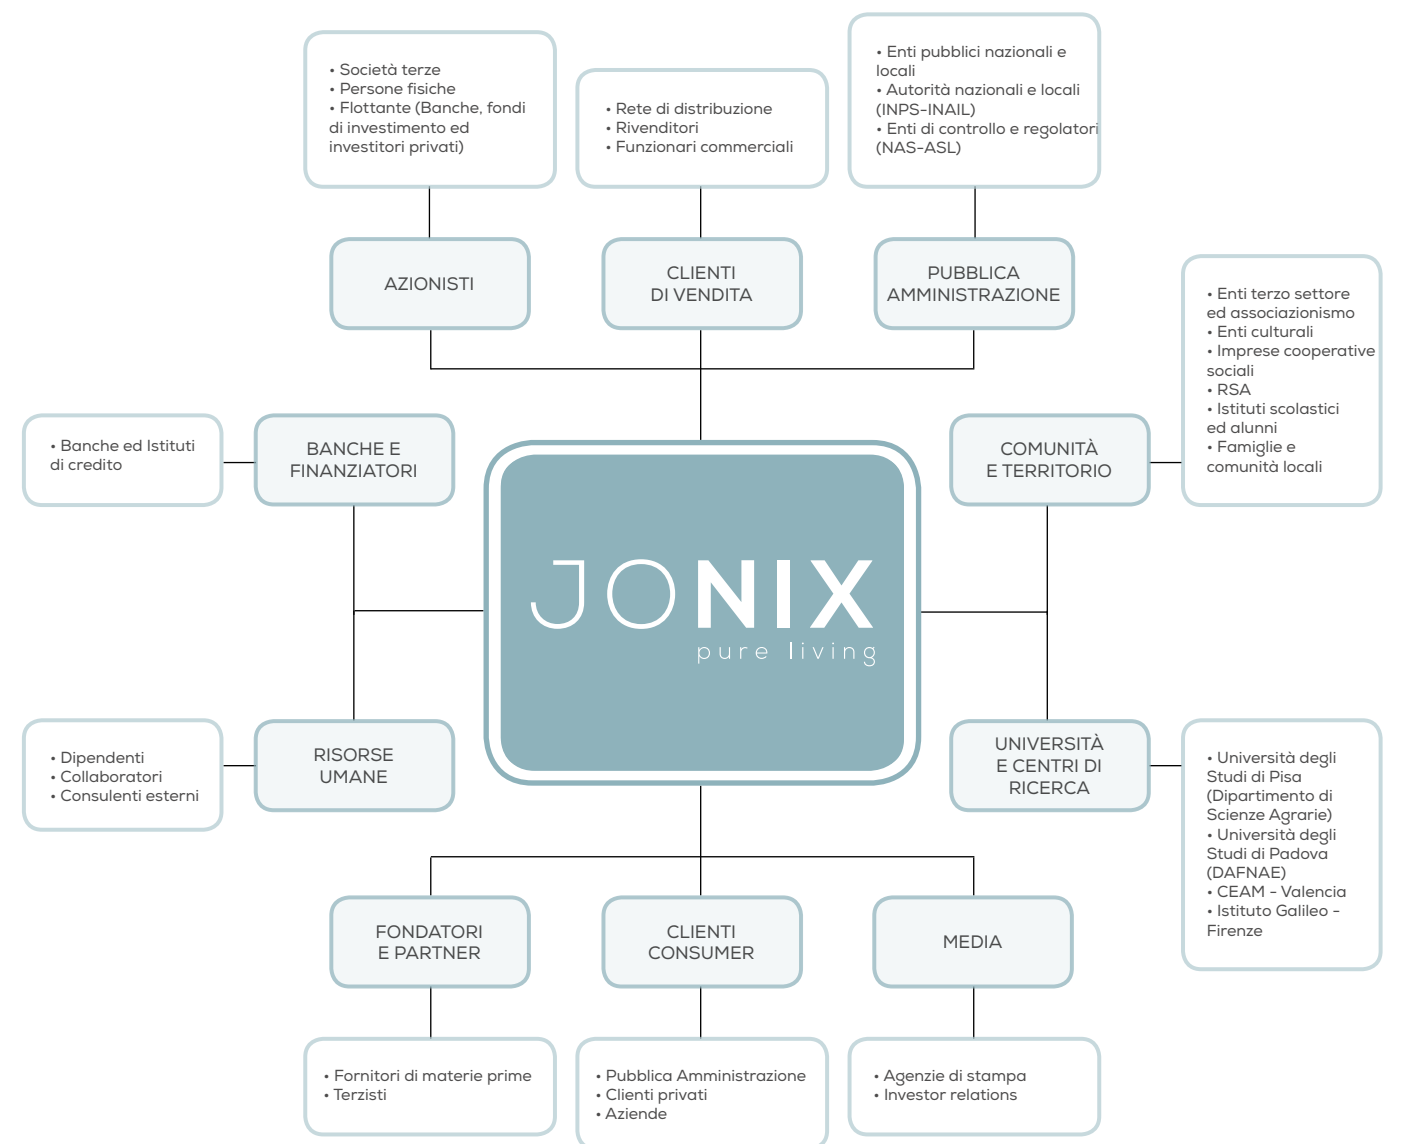 • Società terze
• Persone fisiche
• Flottante (Banche, fondi
di investimento ed
investitori privati)
• Rete di distribuzione
• Rivenditori
• Funzionari commerciali
• Enti pubblici nazionali e
locali
• Autorità nazionali e locali
(INPS-INAIL)
• Enti di controllo e regolatori
(NAS-ASL)
AZIONISTI
CLIENTI
DI VENDITA
PUBBLICA
AMMINISTRAZIONE
• Banche ed Istituti
di credito
BANCHE E
FINANZIATORI
COMUNITÀ
E TERRITORIO
• Enti terzo settore
ed associazionismo
• Enti culturali
• Imprese cooperative
sociali
• RSA
• Istituti scolastici
ed alunni
• Famiglie e
comunità locali
JONIX
pure living
• Dipendenti
• Collaboratori
• Consulenti esterni
RISORSE
UMANE
UNIVERSITÀ
E CENTRI DI
RICERCA
• Università degli
Studi di Pisa
(Dipartimento di
Scienze Agrarie)
• Università degli
Studi di Padova
(DAFNAE)
• CEAM - Valencia
• Istituto Galileo -
Firenze
FONDATORI
E PARTNER
CLIENTI
CONSUMER
MEDIA
• Fornitori di materie prime
• Terzisti
• Pubblica Amministrazione
• Clienti privati
• Aziende
• Agenzie di stampa
• Investor relations